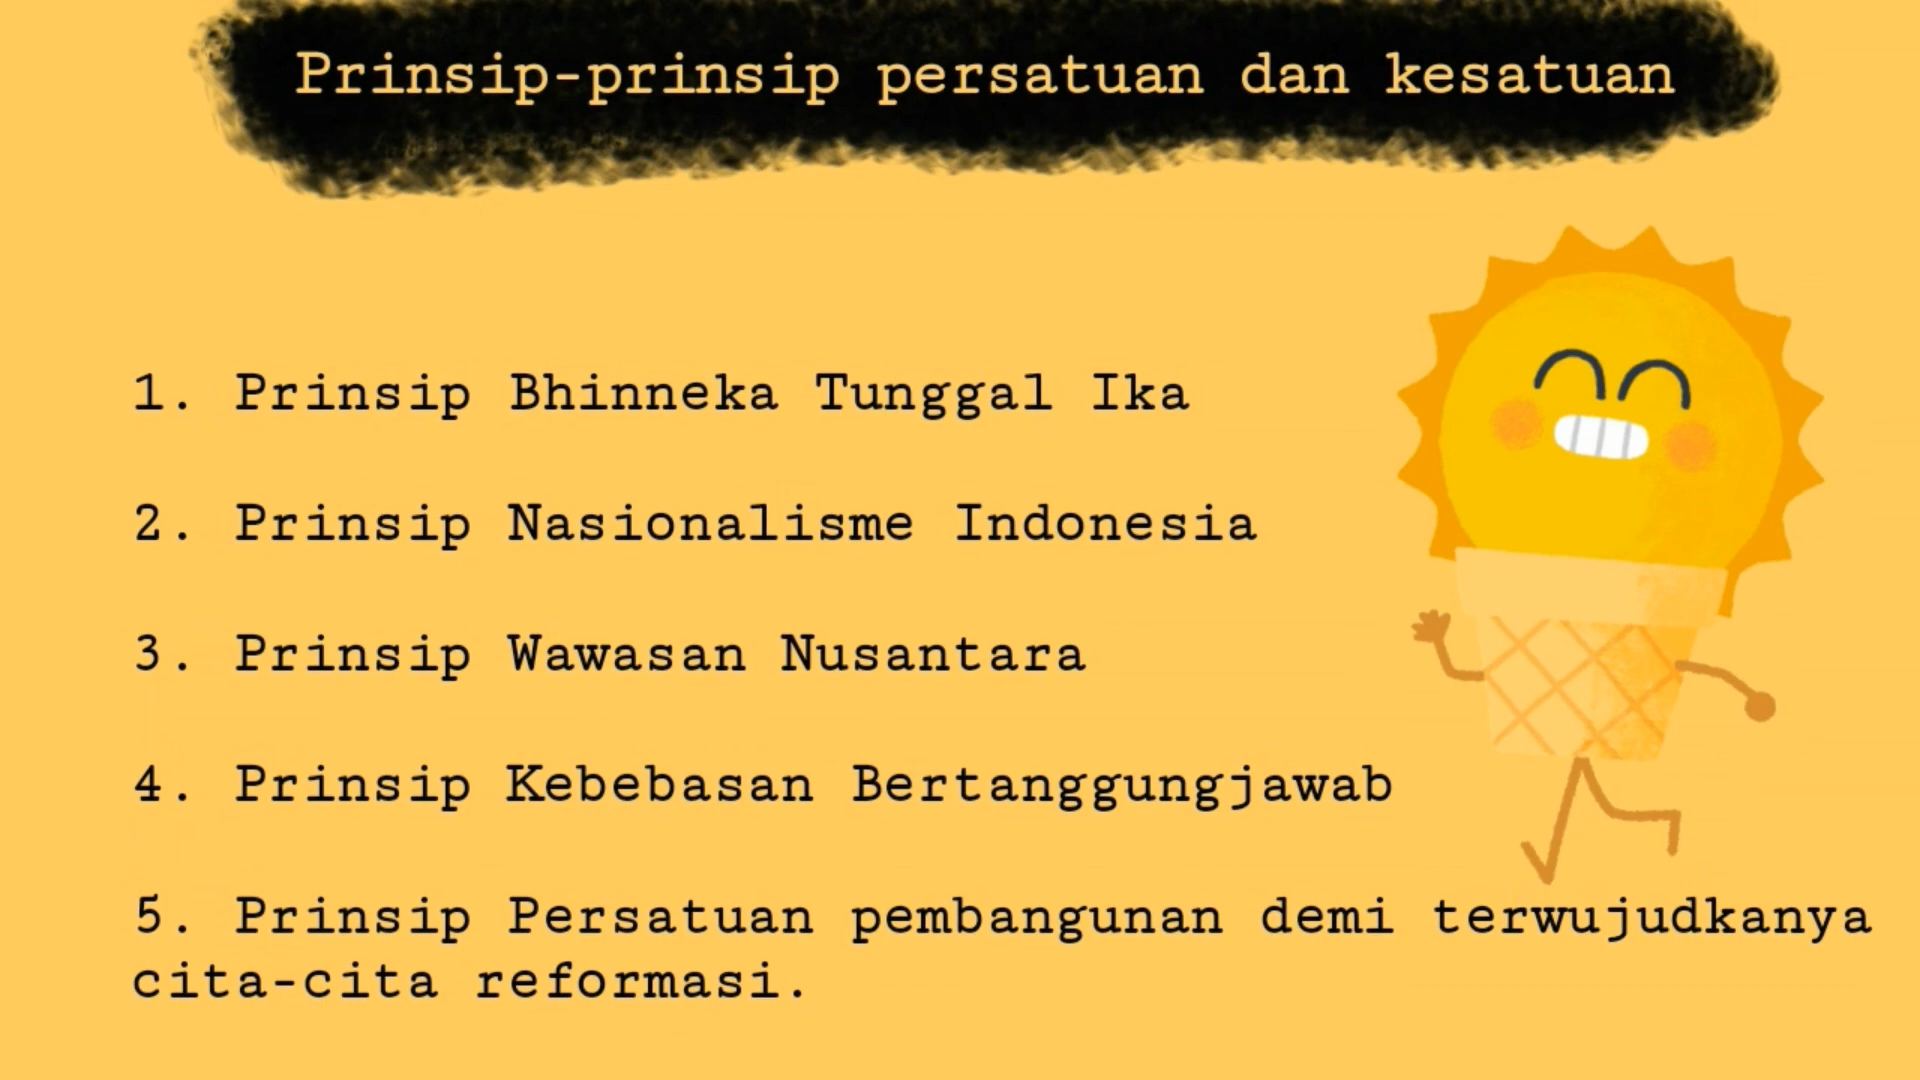 Prinsip-prinsip persatuan dan kesatuan
1. Prinsip Bhinneka Tunggal Ika
2. Prinsip Nasionalisme Indonesia
3. Prinsip Wawasan Nusantara
4. Prinsip Kebebasan Bertanggungjawab
5. Prinsip Persatuan pembangunan demi terwujudkanya
cita-cita reformasi.